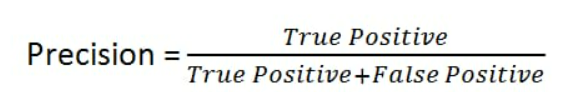 Precision = True Positive
True Positive+False Positive